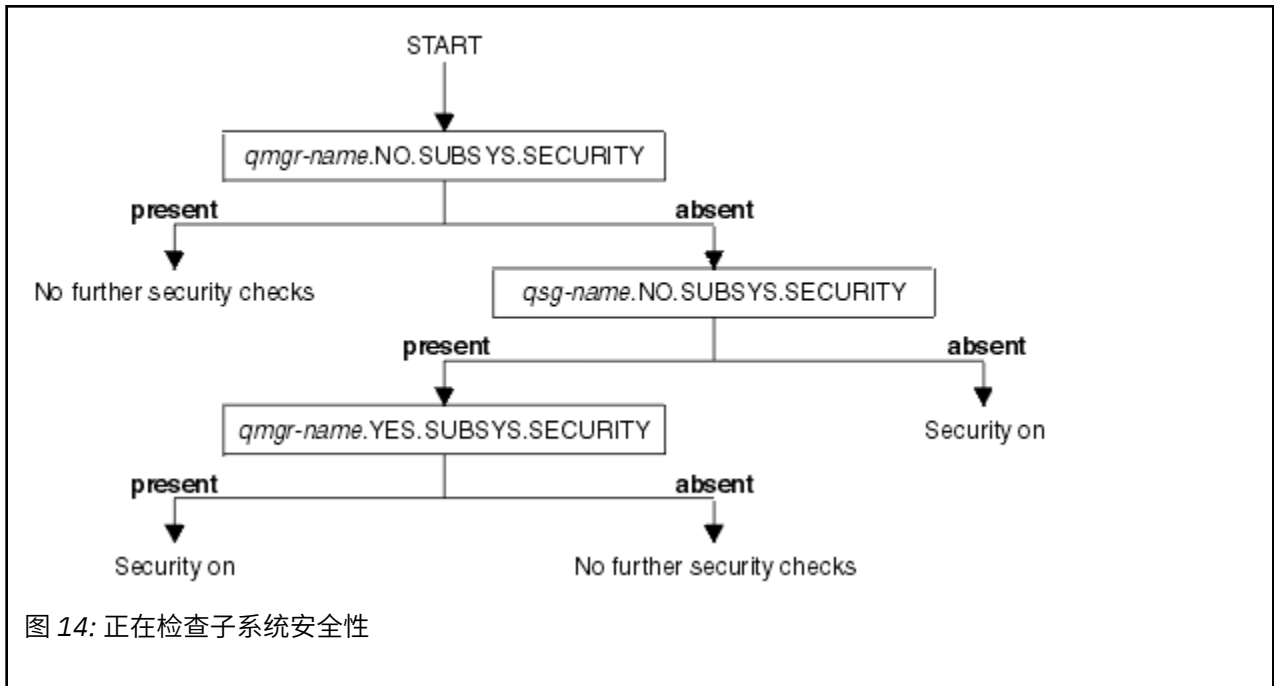 START
qmgr-name.NO.SUBSYS.SECURITY
present absent
No further security checks qsg-name.NO.SUBSYS.SECURITY
present absent
qmgr-name.YES.SUBSYS.SECURITY Security on
present absent
Security on No further security checks
图 14: 正在检查子系统安全性